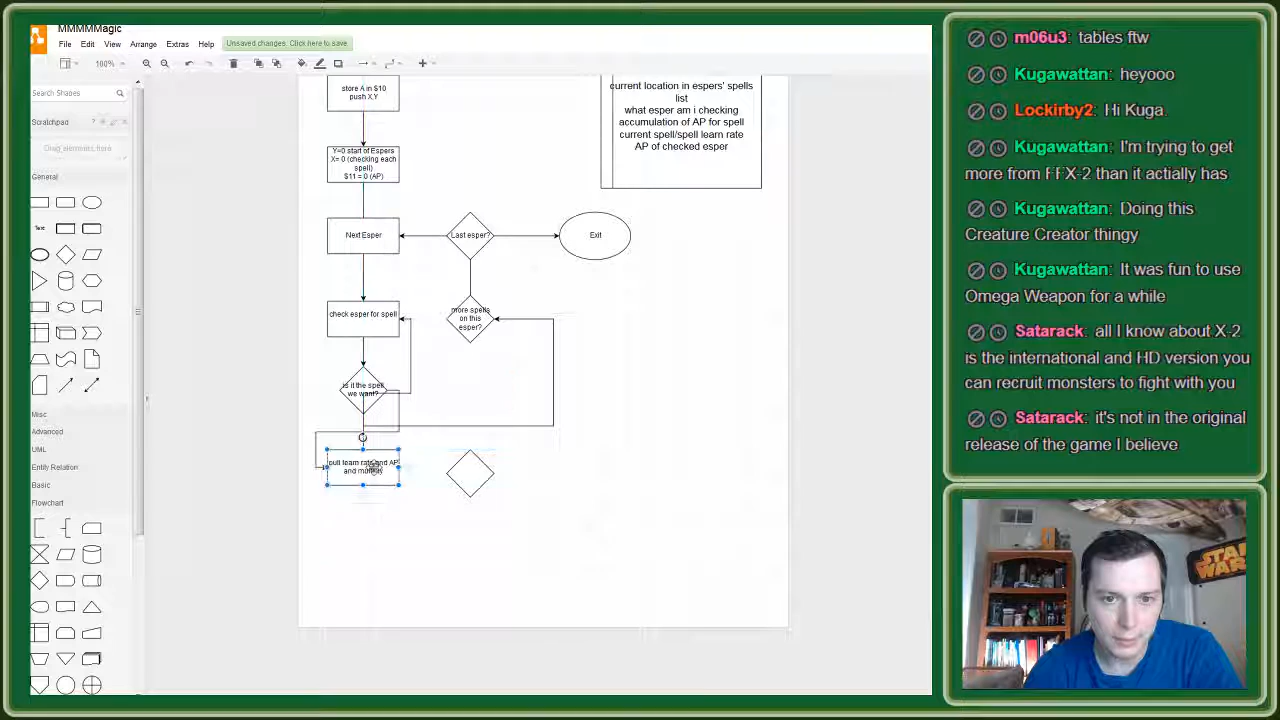 MMMMMagic
File Edit View Arrange Extras Help
Unsaved changes. Click here to save
100%
Search Shapes
Scratchpad
Drag elements here
General
Text
Misc
Advanced
UML
Entity Relation
Basic
Flowchart
store A in $10
push X,Y
Y=0 start of Espers
X= 0 (checking each
spell)
$11 = 0 (AP)
Next Esper
Last esper?
Exit
check esper for spell
more spells
on this
esper?
is it the spell
we want?
pull learn rate and AP
and multiply
current location in espers' spells
list
what esper am i checking
accumulation of AP for spell
current spell/spell learn rate
AP of checked esper
m06u3: tables ftw
Kugawattan: heyooo
Lockirby2: Hi Kuga.
Kugawattan: I'm trying to get
more from FFX-2 than it actially has
Kugawattan: Doing this
Creature Creator thingy
Kugawattan: It was fun to use
Omega Weapon for a while
Satarack: all I know about X-2
is the international and HD version you
can recruit monsters to fight with you
Satarack: it's not in the original
release of the game I believe
STAR
WARS